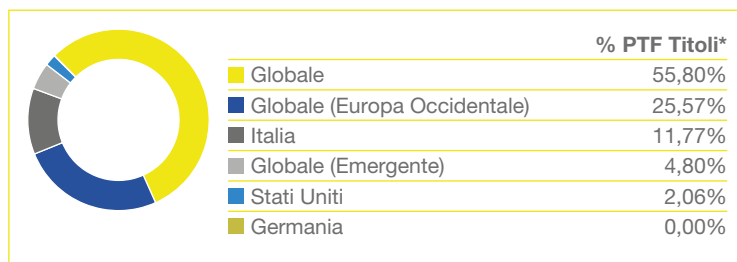 % PTF Titoli*
Globale 55,80%
Globale (Europa Occidentale) 25,57%
Italia 11,77%
Globale (Emergente) 4,80%
Stati Uniti 2,06%
Germania 0,00%